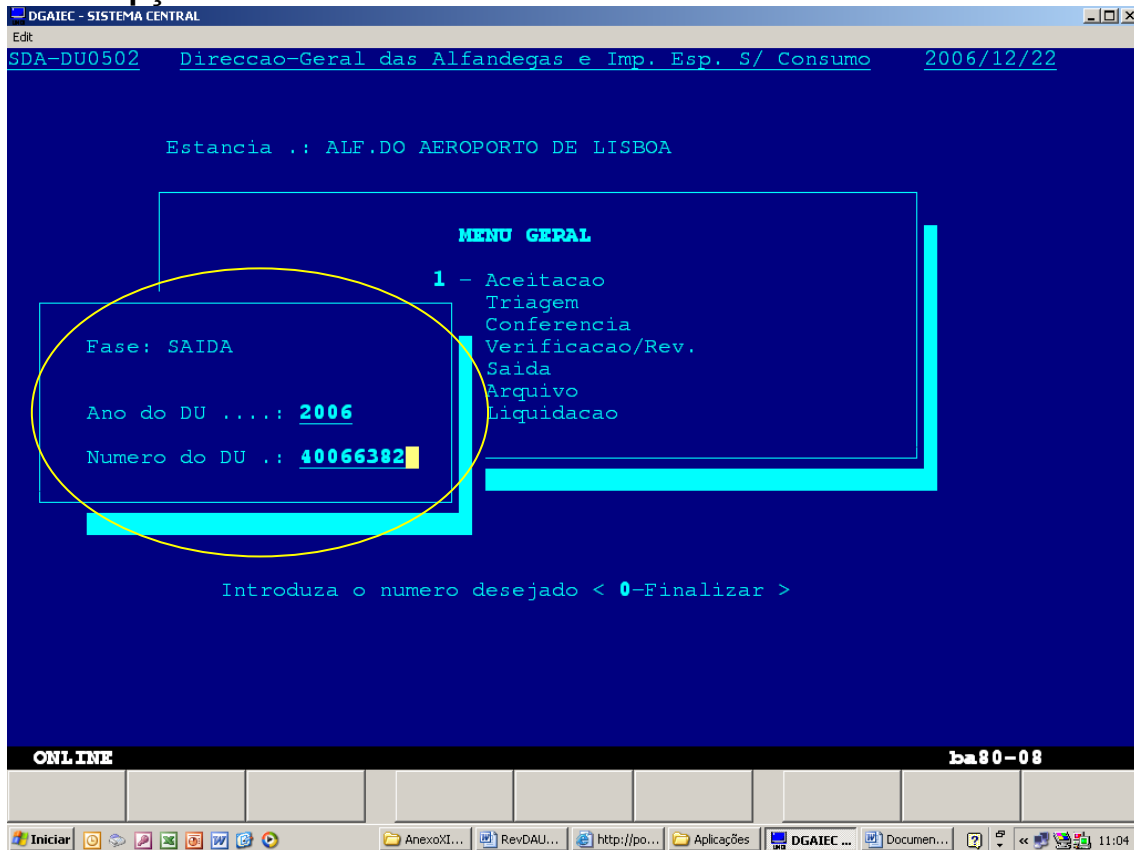 DGAIEC - SISTEMA CENTRAL
Edit
SDA-DU0502 Direccao-Geral das Alfandegas e Imp. Esp. S/ Consumo 2006/12/22
Estancia .: ALF.DO AEROPORTO DE LISBOA
MENU GERAL
1 - Aceitacao
Triagem
Conferencia
Verificacao/Rev.
Saida
Arquivo
Liquidacao
Fase: SAIDA
Ano do DU ....: 2006
Numero do DU .: 40066382
Introduza o numero desejado < 0-Finalizar >
ONLINE ba80-08
Iniciar AnexoXI... RevDAU... http://po... Aplicações DGAIEC ... Documen... « 11:04